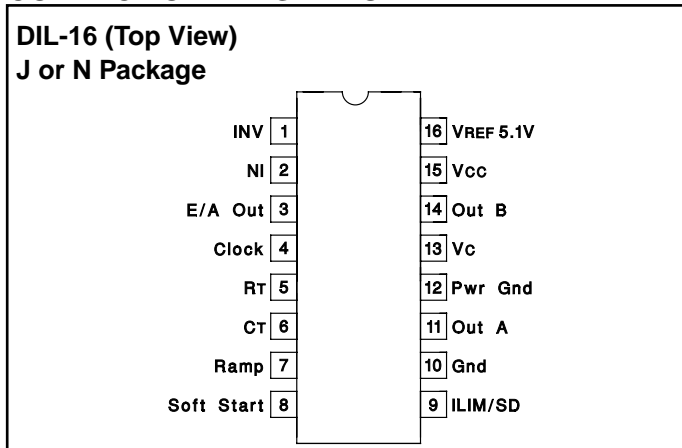 DIL-16 (Top View)
J or N Package
INV 1
NI 2
E/A Out 3
Clock 4
RT 5
CT 6
Ramp 7
Soft Start 8
16 VREF 5.1V
15 Vcc
14 Out B
13 Vc
12 Pwr Gnd
11 Out A
10 Gnd
9 ILIM/SD